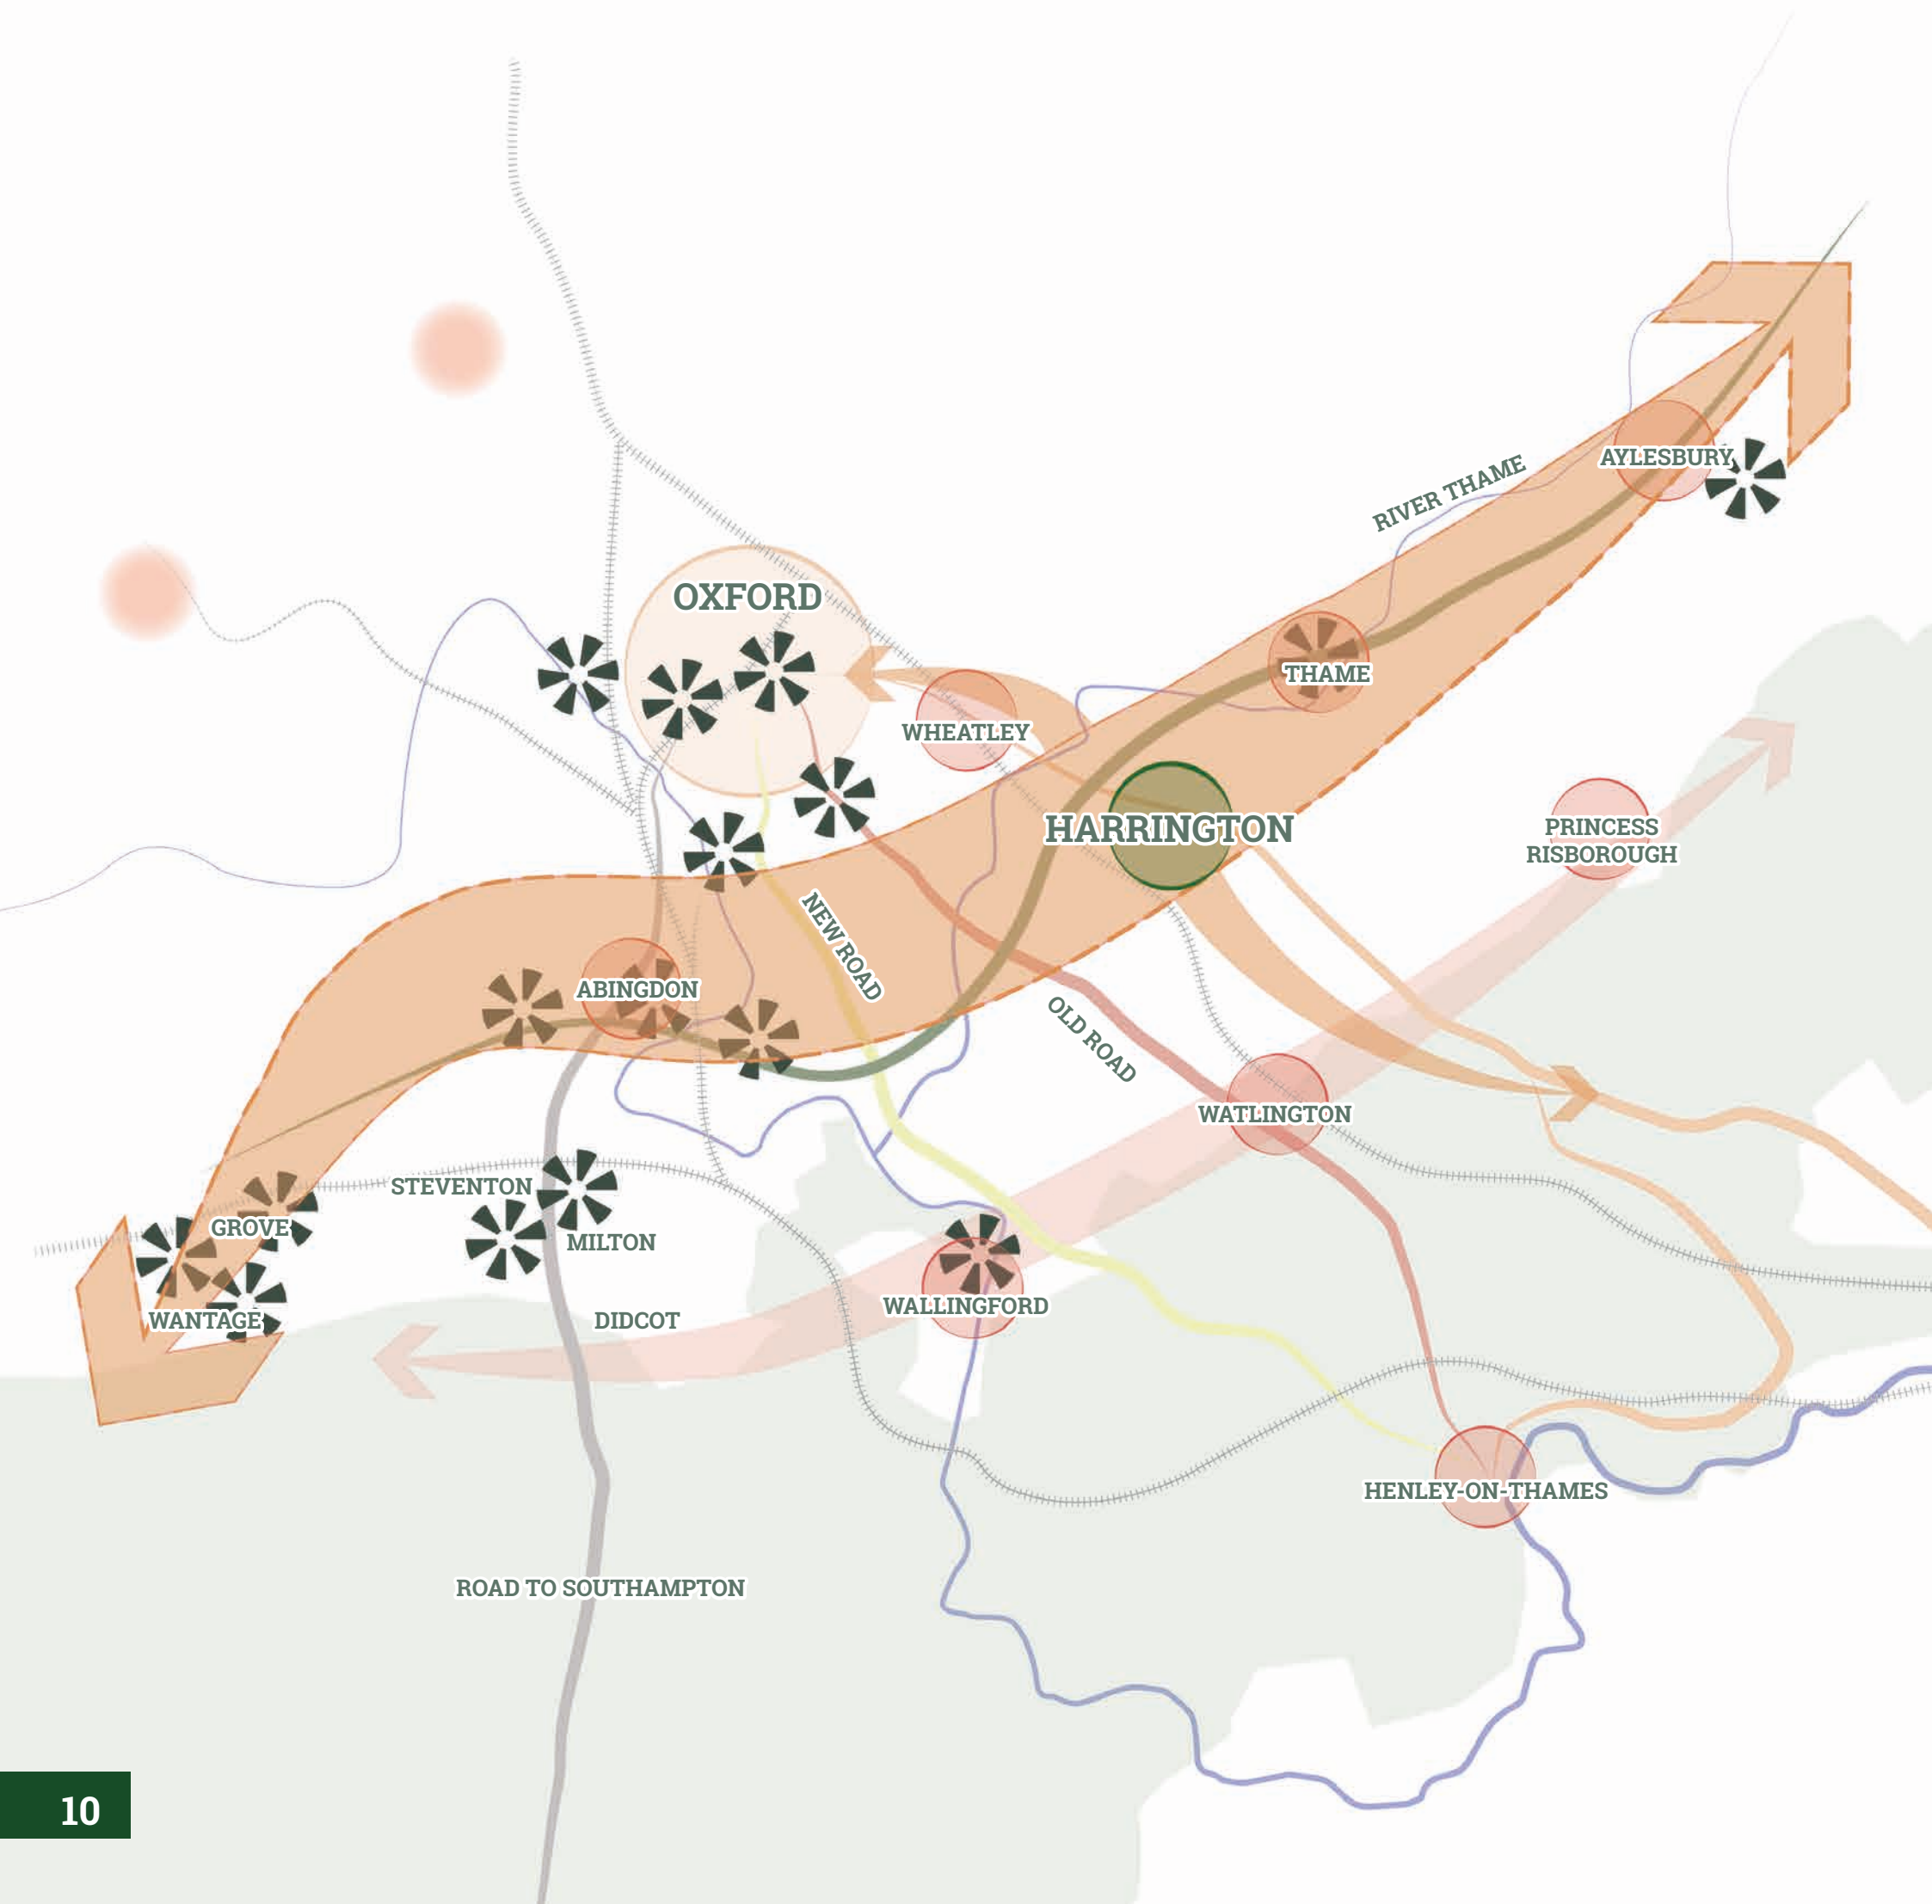 OXFORD
RIVER THAME
AYLESBURY
THAME
WHEATLEY
HARRINGTON
PRINCESS
RISBOROUGH
NEW ROAD
ABINGDON
OLD ROAD
WATLINGTON
STEVENTON
GROVE
MILTON
WALLINGFORD
WANTAGE
DIDCOT
HENLEY-ON-THAMES
ROAD TO SOUTHAMPTON
10